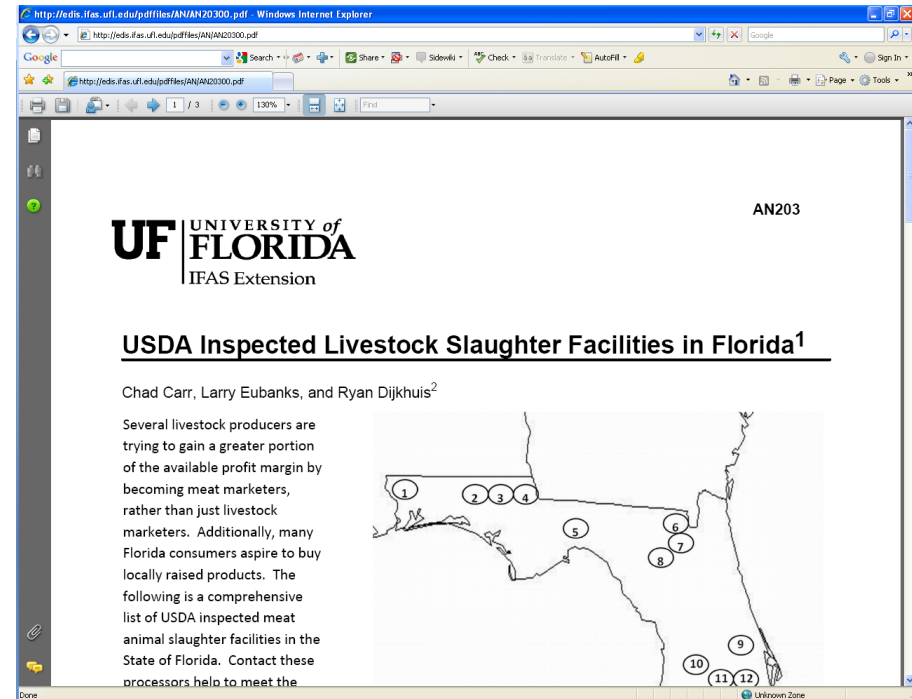 http://edis.ifas.ufl.edu/pdffiles/AN/AN20300.pdf - Windows Internet Explorer
http://edis.ifas.ufl.edu/pdffiles/AN/AN20300.pdf
Google
Google Search Share Sidewiki Check Translate AutoFill Sign In
http://edis.ifas.ufl.edu/pdffiles/AN/AN20300.pdf Page Tools
1 / 3 130% Find
AN203
UF UNIVERSITY of
FLORIDA
IFAS Extension
USDA Inspected Livestock Slaughter Facilities in Florida1
Chad Carr, Larry Eubanks, and Ryan Dijkhuis2
Several livestock producers are
trying to gain a greater portion
of the available profit margin by
becoming meat marketers,
rather than just livestock
marketers. Additionally, many
Florida consumers aspire to buy
locally raised products. The
following is a comprehensive
list of USDA inspected meat
animal slaughter facilities in the
State of Florida. Contact these
processors help to meet the
1
2 3 4
5
6
7
8
9
10
11 12
Done Unknown Zone